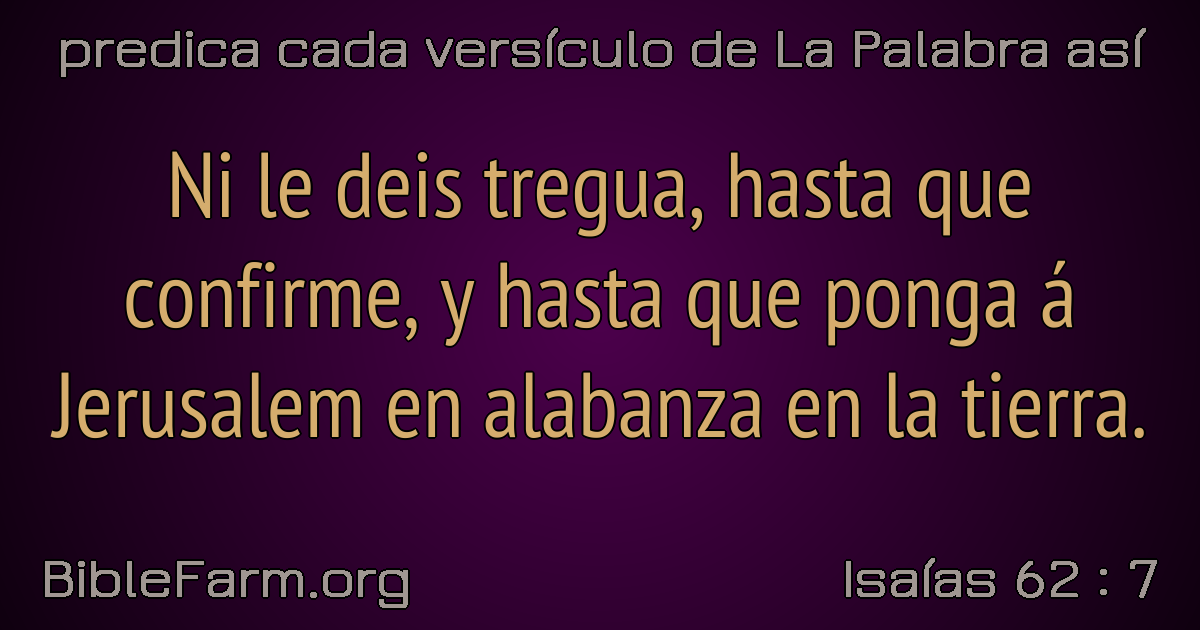 predica cada versículo de La Palabra así
Ni le deis tregua, hasta que
confirme, y hasta que ponga á
Jerusalem en alabanza en la tierra.
BibleFarm.org
Isaías 62 : 7